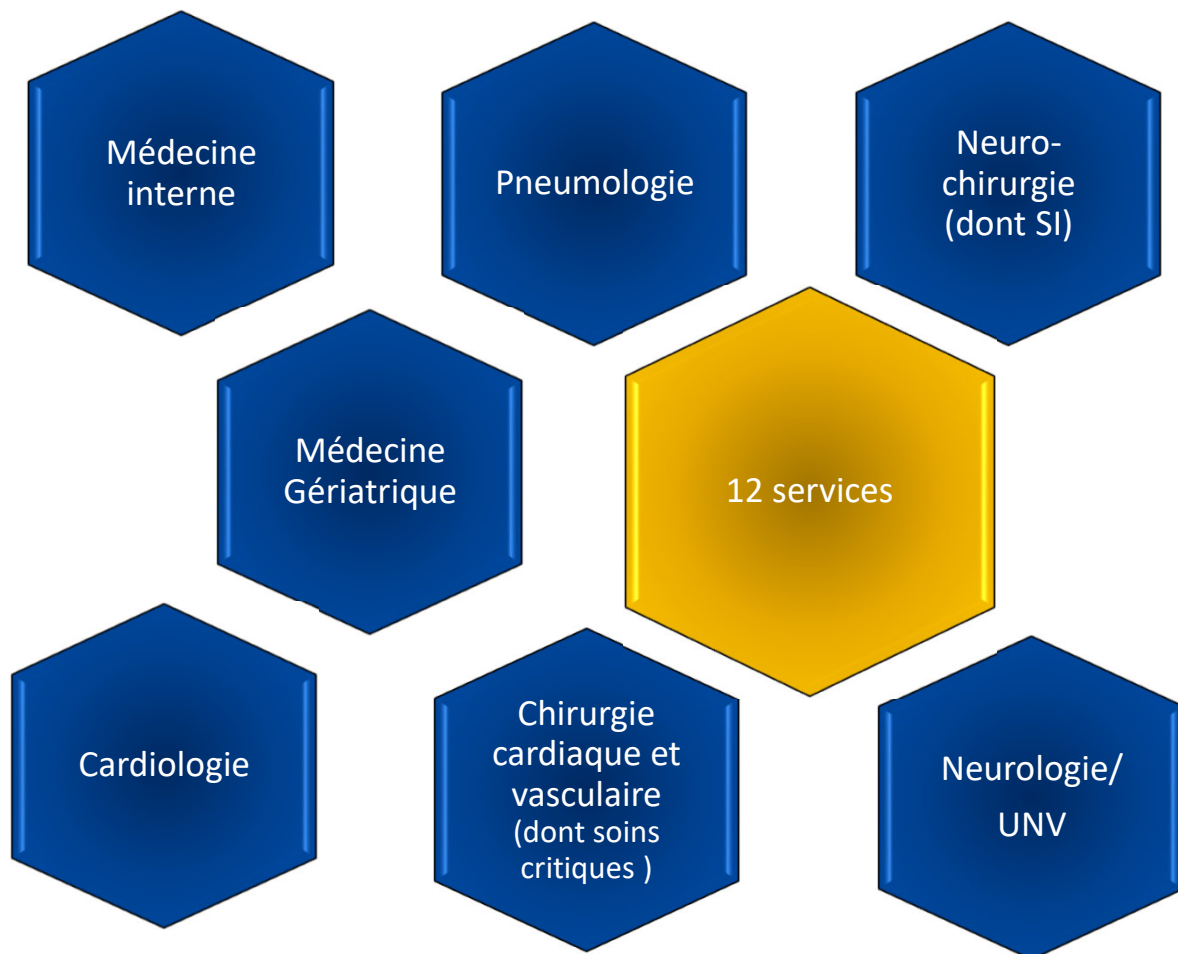 Médecine
interne
Pneumologie
Neuro-
chirurgie
(dont SI)
Médecine
Gériatrique
12 services
Cardiologie
Chirurgie
cardiaque et
vasculaire
(dont soins
critiques )
Neurologie/
UNV